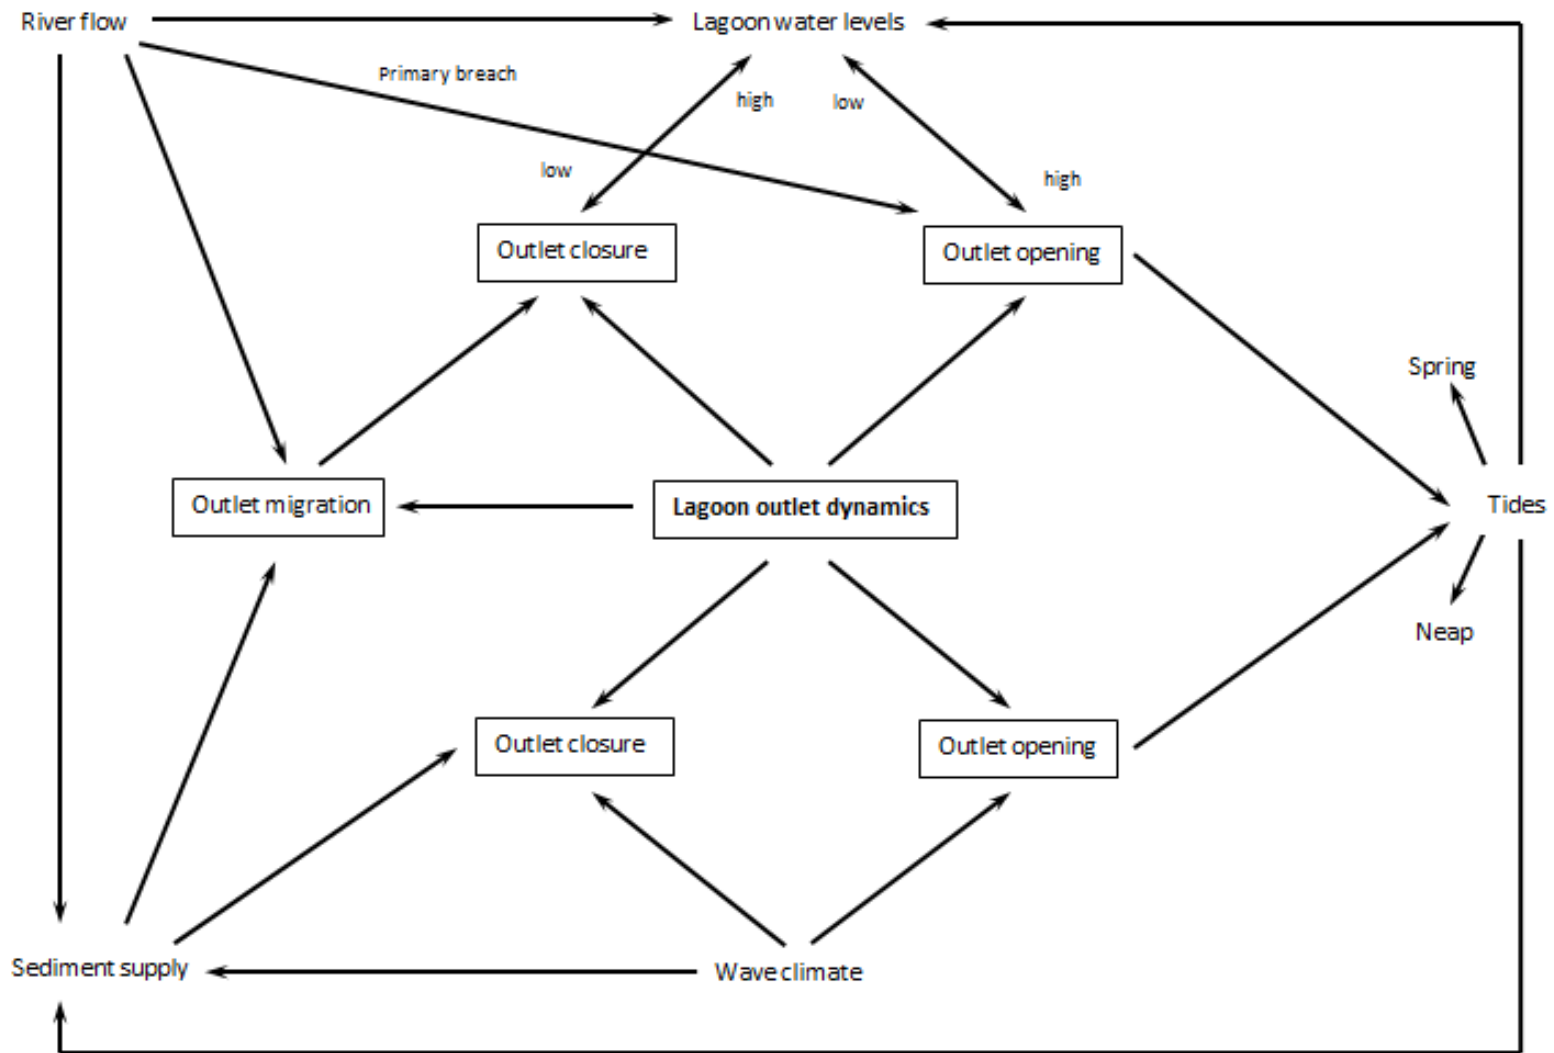 River flow
Lagoon water levels
Primary breach
high
low
low
high
Outlet closure
Outlet opening
Spring
Outlet migration
Lagoon outlet dynamics
Tides
Neap
Outlet closure
Outlet opening
Sediment supply
Wave climate